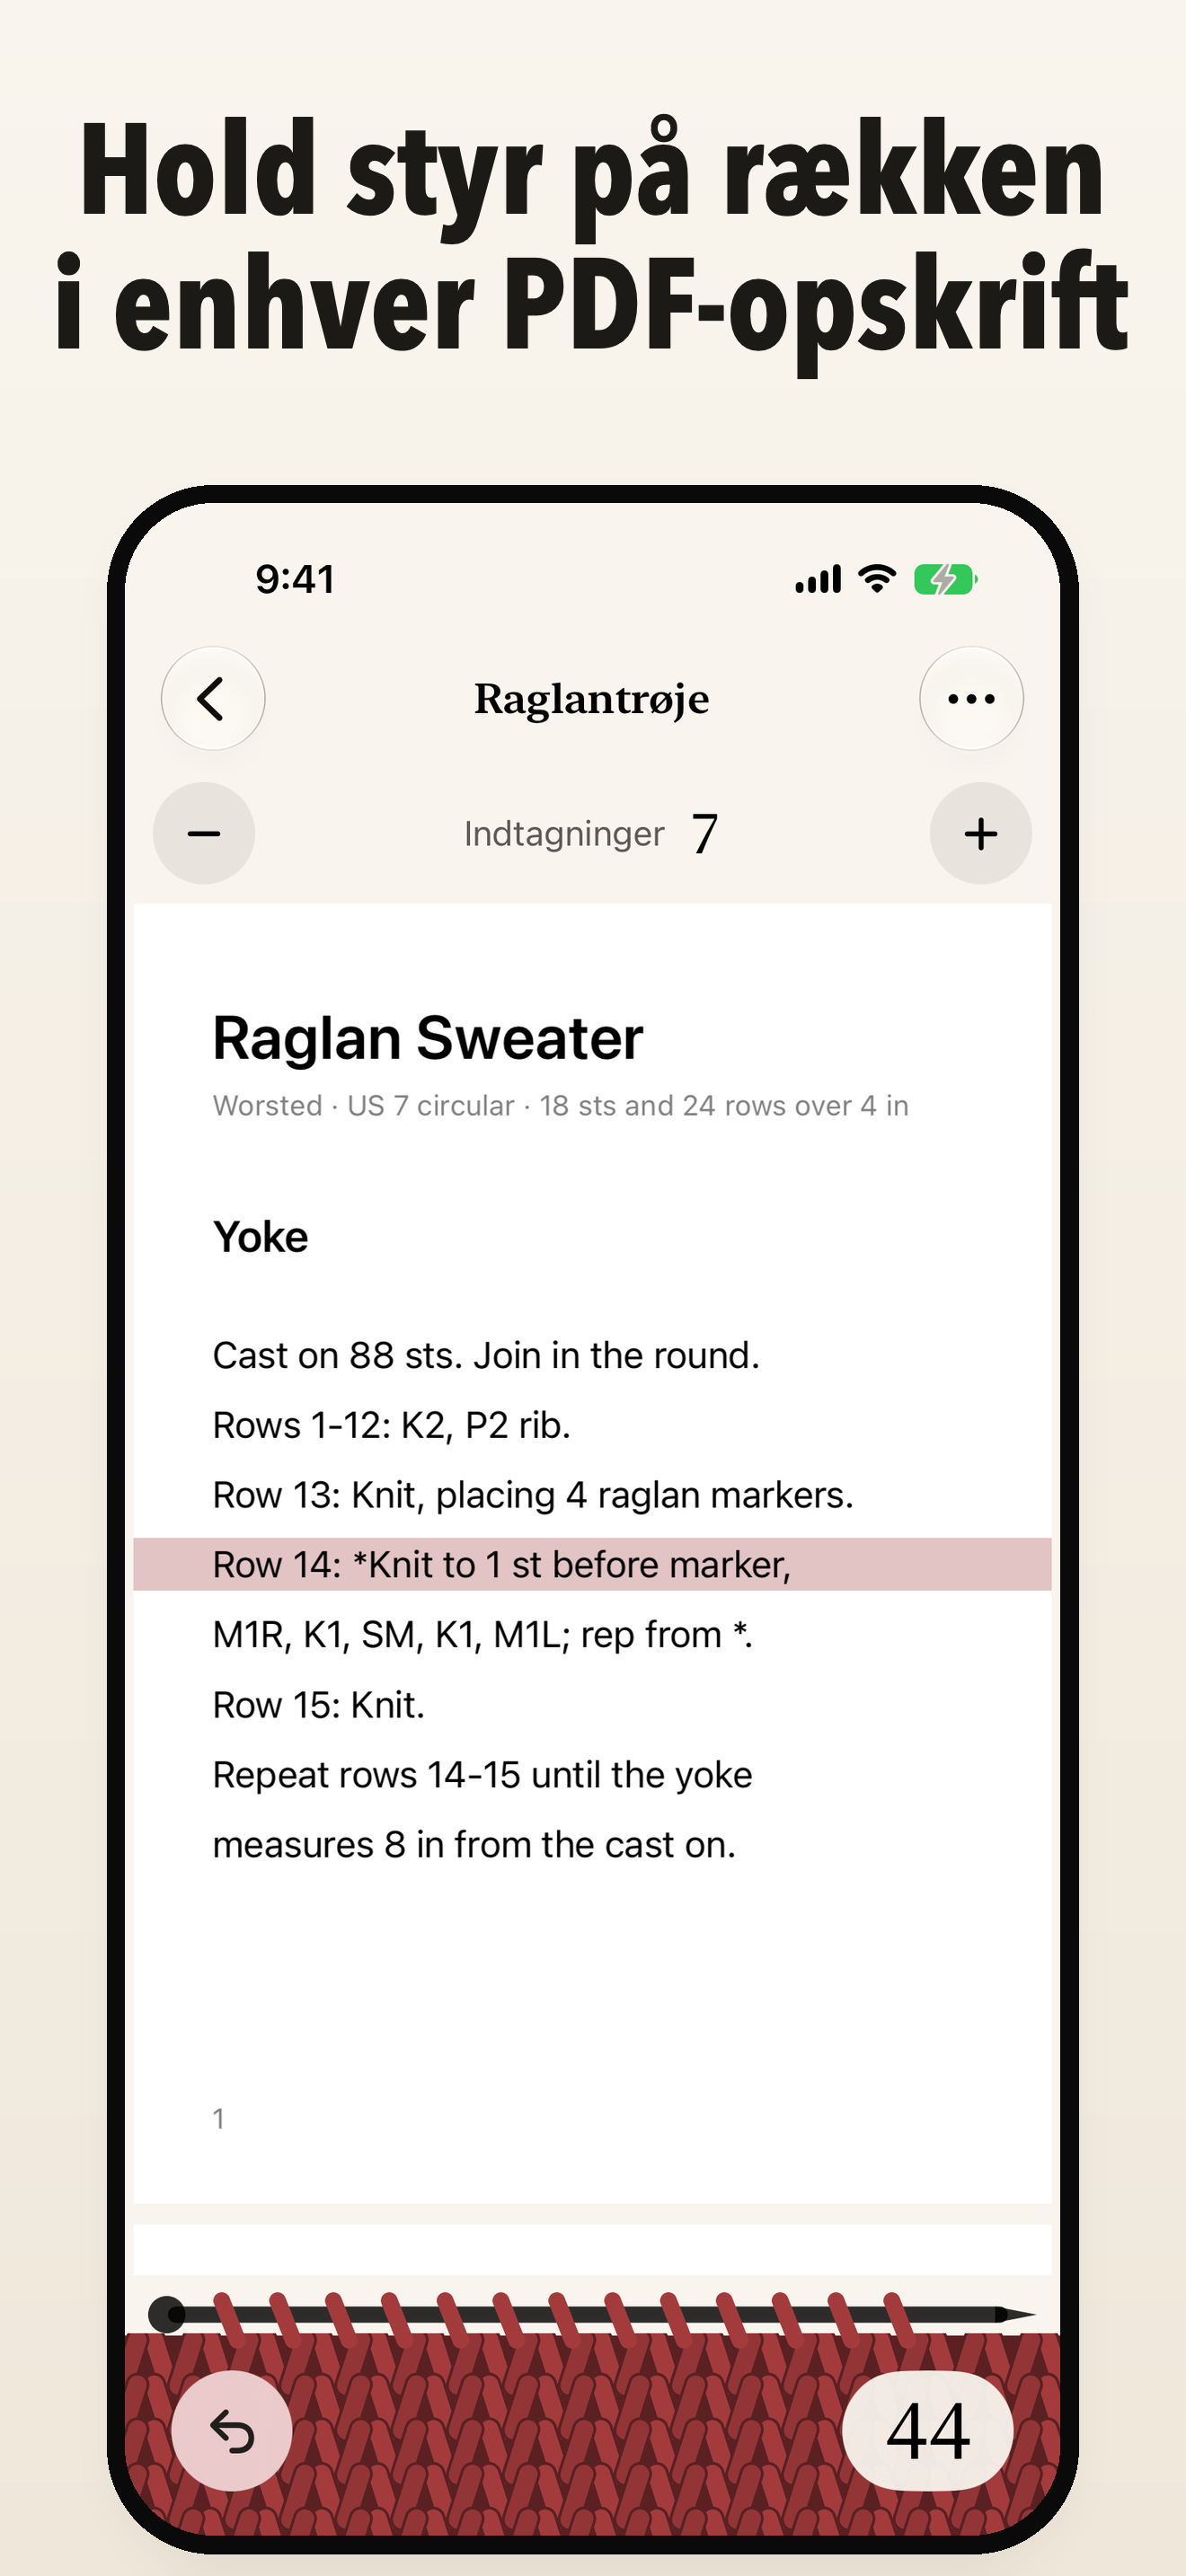 Hold styr på rækken
i enhver PDF-opskrift
9:41
Raglantrøje
Indtagninger 7
Raglan Sweater
Worsted · US 7 circular · 18 sts and 24 rows over 4 in
Yoke
Cast on 88 sts. Join in the round.
Rows 1-12: K2, P2 rib.
Row 13: Knit, placing 4 raglan markers.
Row 14: *Knit to 1 st before marker,
M1R, K1, SM, K1, M1L; rep from *.
Row 15: Knit.
Repeat rows 14-15 until the yoke
measures 8 in from the cast on.
1
44